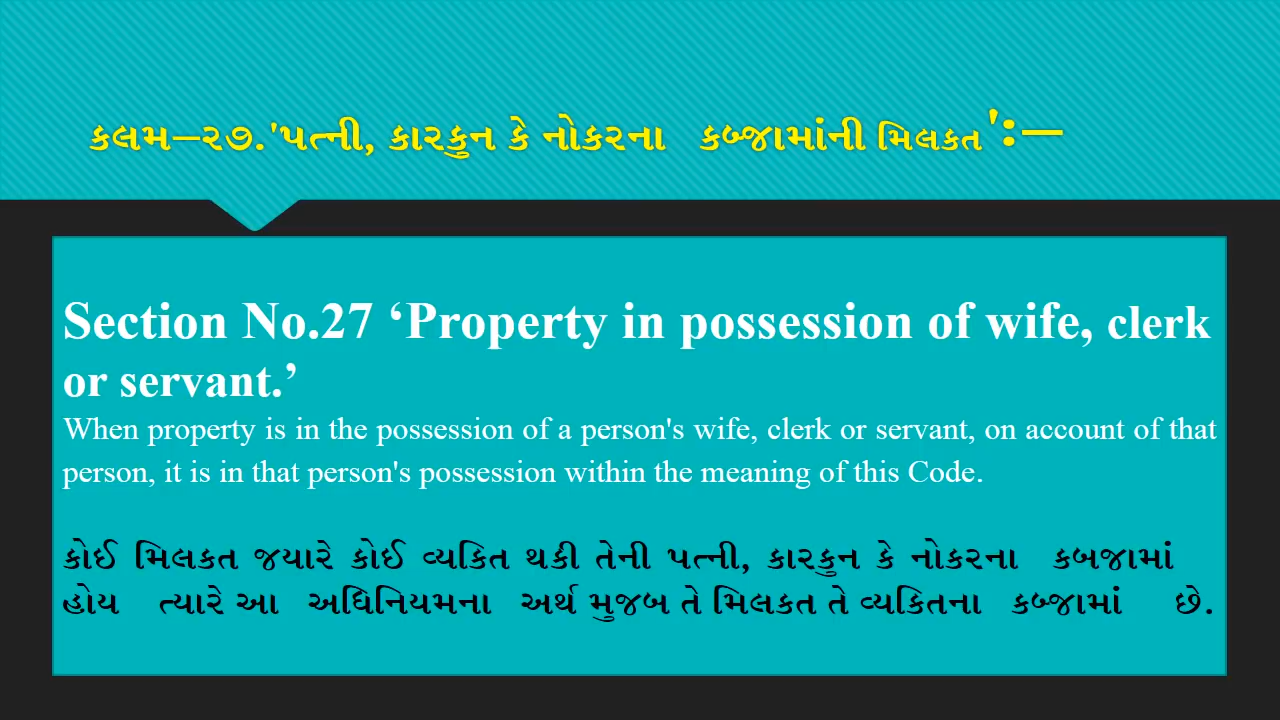 કલમ–૨૭.'પત્ની, કારકુન કે નોકરના કબ્જામાંની મિલકત':–
Section No.27 ‘Property in possession of wife, clerk
or servant.’
When property is in the possession of a person's wife, clerk or servant, on account of that
person, it is in that person's possession within the meaning of this Code.
કોઈ મિલકત જયારે કોઈ વ્યકિત થકી તેની પત્ની, કારકુન કે નોકરના કબજામાં
હોય ત્યારે આ અધિનિયમના અર્થ મુજબ તે મિલકત તે વ્યકિતના કબ્જામાં છે.